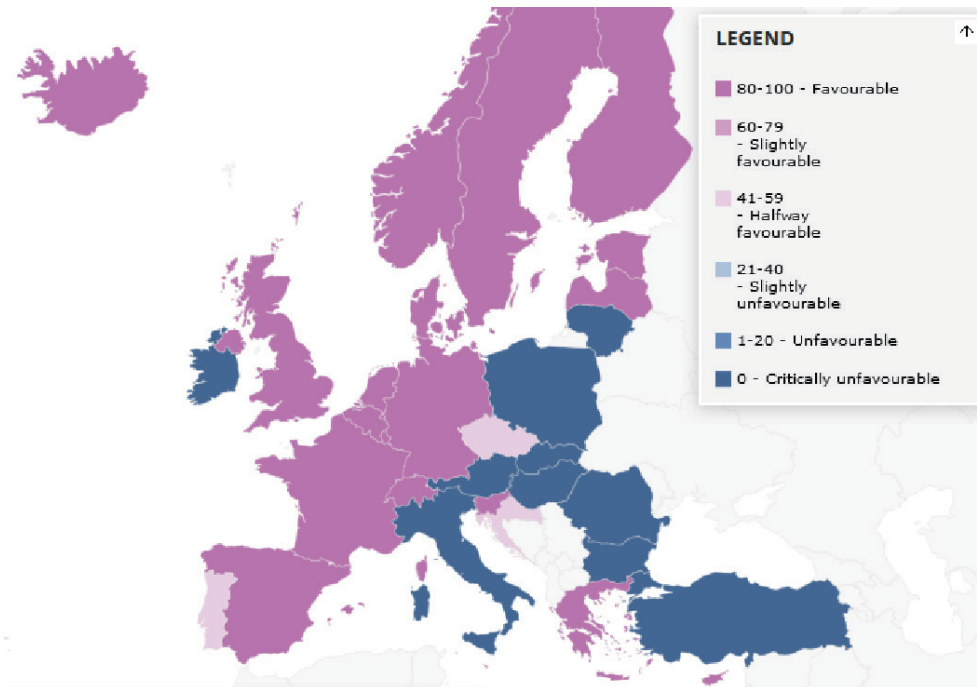 LEGEND
↑
80-100 - Favourable
60-79
- Slightly
favourable
41-59
- Halfway
favourable
21-40
- Slightly
unfavourable
1-20 - Unfavourable
0 - Critically unfavourable